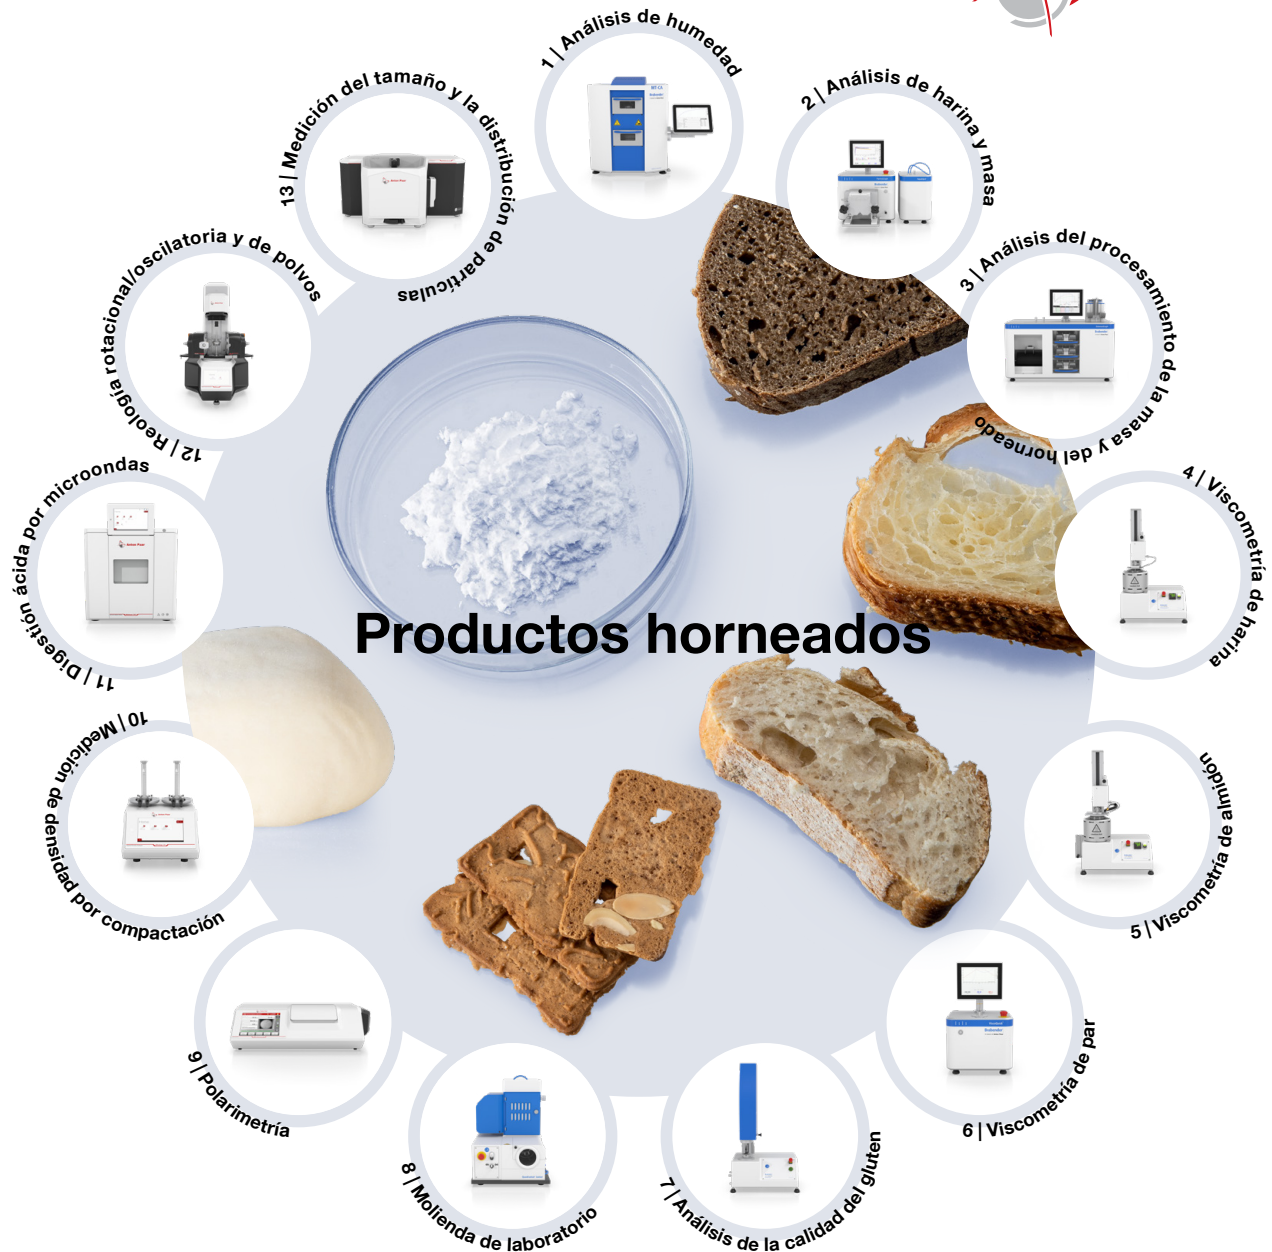 1 | Análisis de humedad
2 | Análisis de harina y masa
3 | Análisis del procesamiento de la masa y del horneado
4 | Viscometría de harina
5 | Viscometría de almidón
6 | Viscometría de par
7 | Análisis de la calidad del gluten
8 | Molienda de laboratorio
9 | Polarimetría
10 | Medición de densidad por compactación
11 | Digestión ácida por microondas
12 | Reología rotacional/oscilatoria y de polvos
13 | Medición del tamaño y la distribución de partículas
Productos horneados